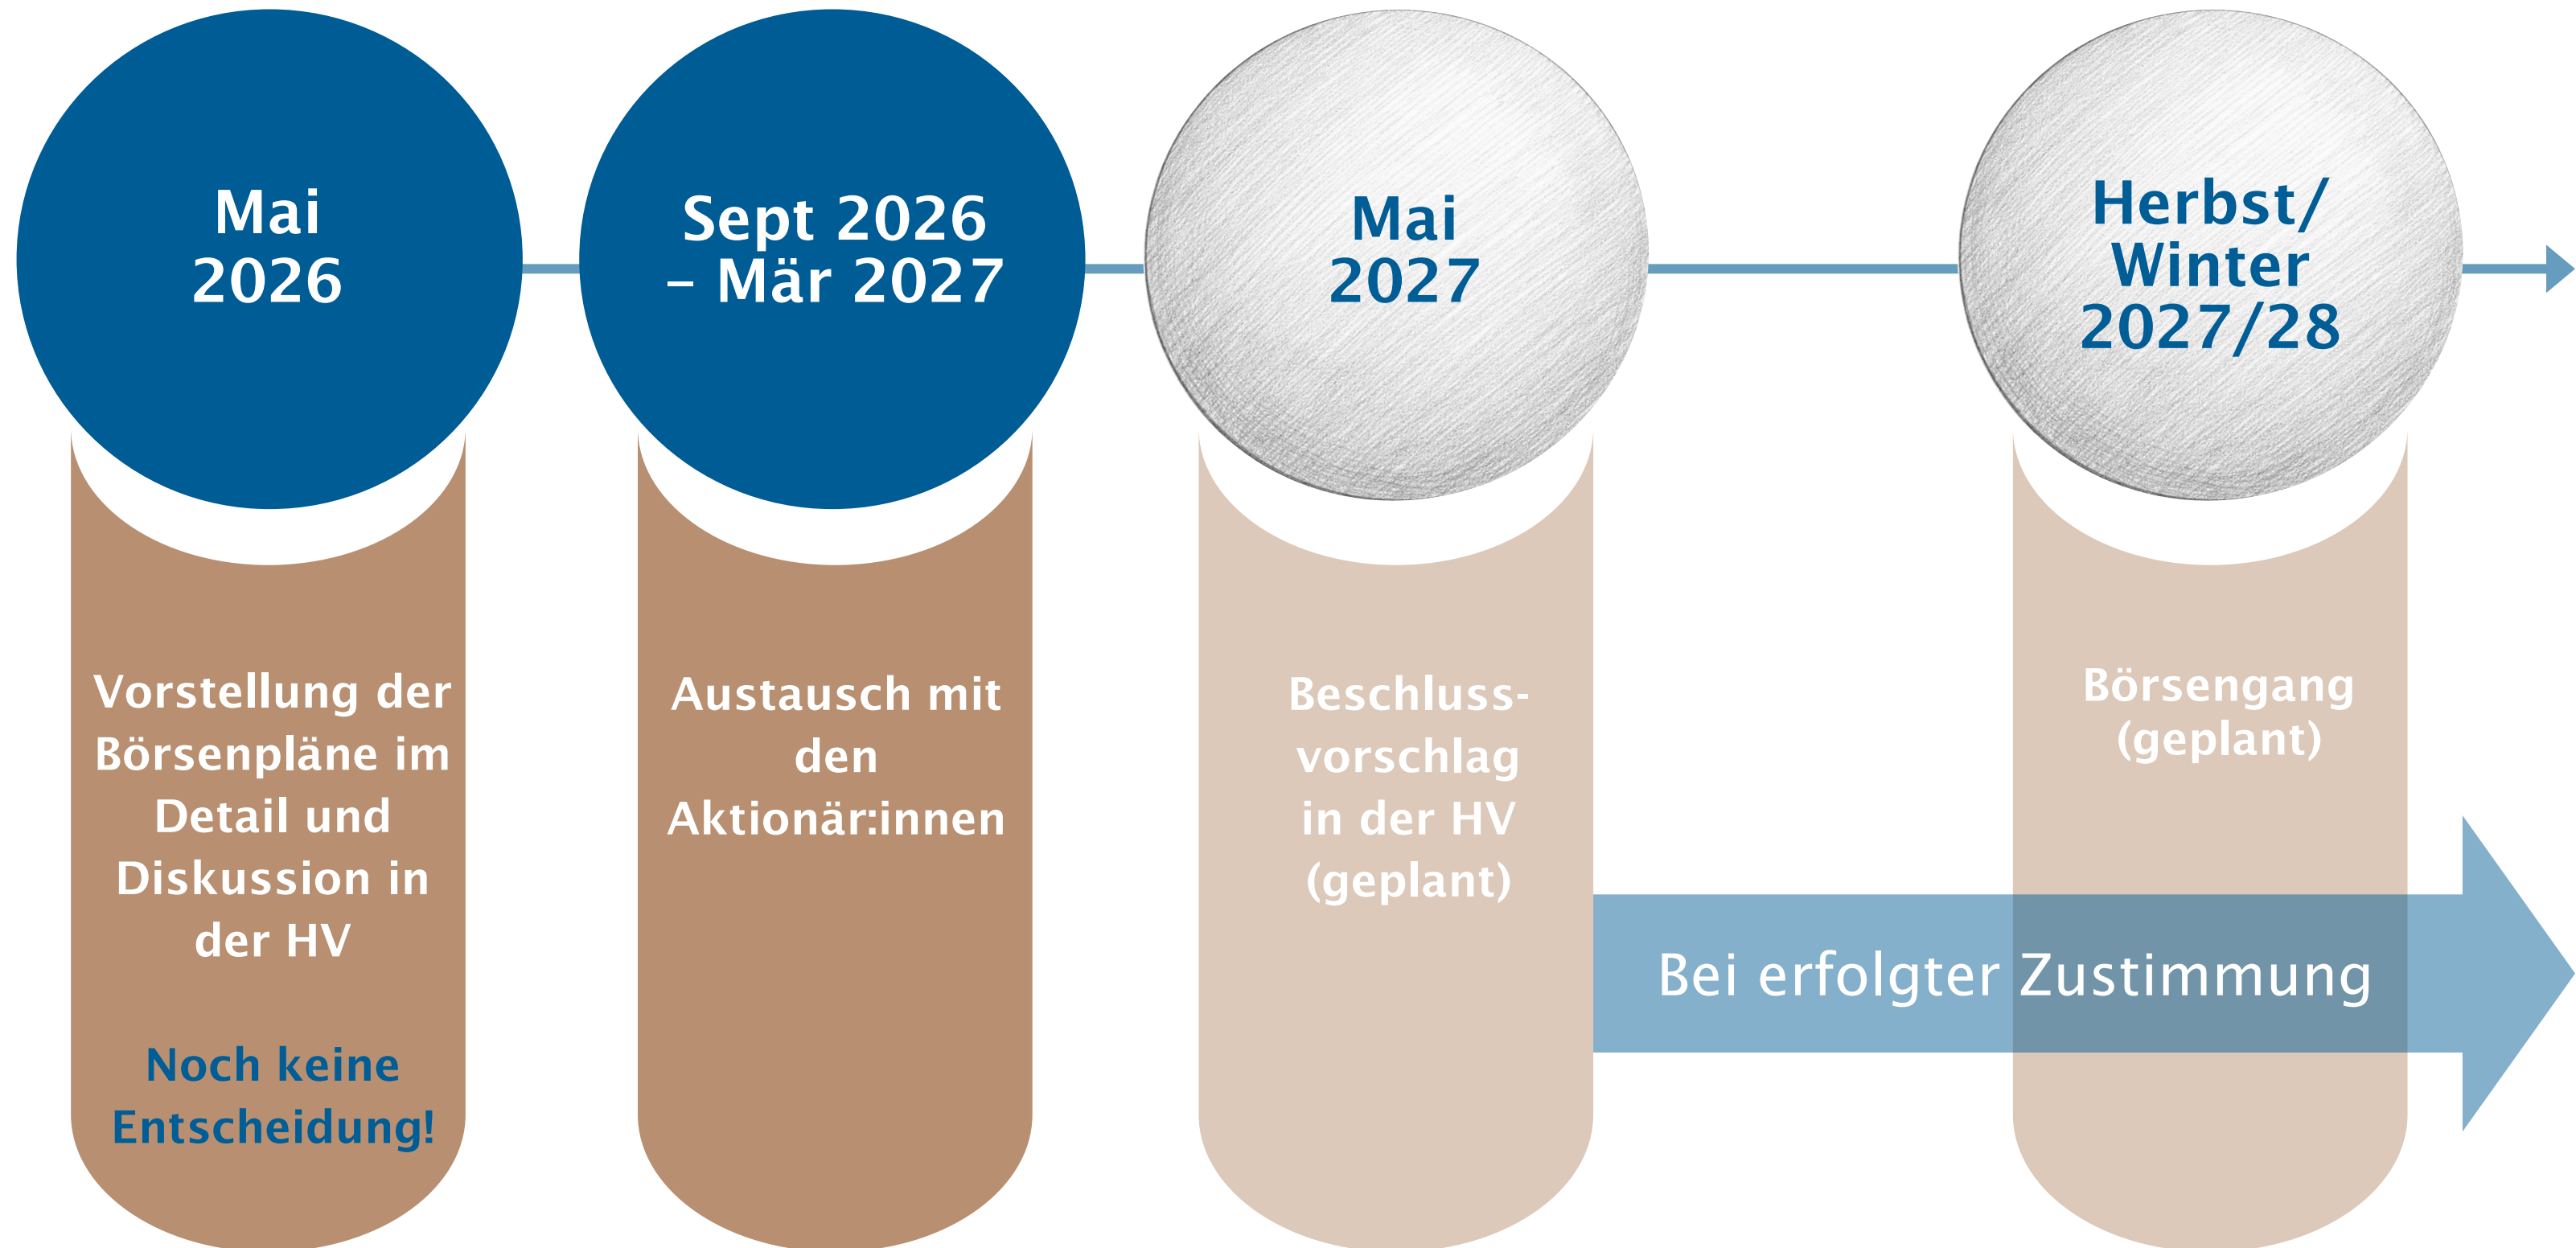 Mai
2026
Sept 2026
– Mär 2027
Mai
2027
Herbst/
Winter
2027/28
Vorstellung der
Börsenpläne im
Detail und
Diskussion in
der HV
Noch keine
Entscheidung!
Austausch mit
den
Aktionär:innen
Beschluss-
vorschlag
in der HV
(geplant)
Börsengang
(geplant)
Bei erfolgter Zustimmung